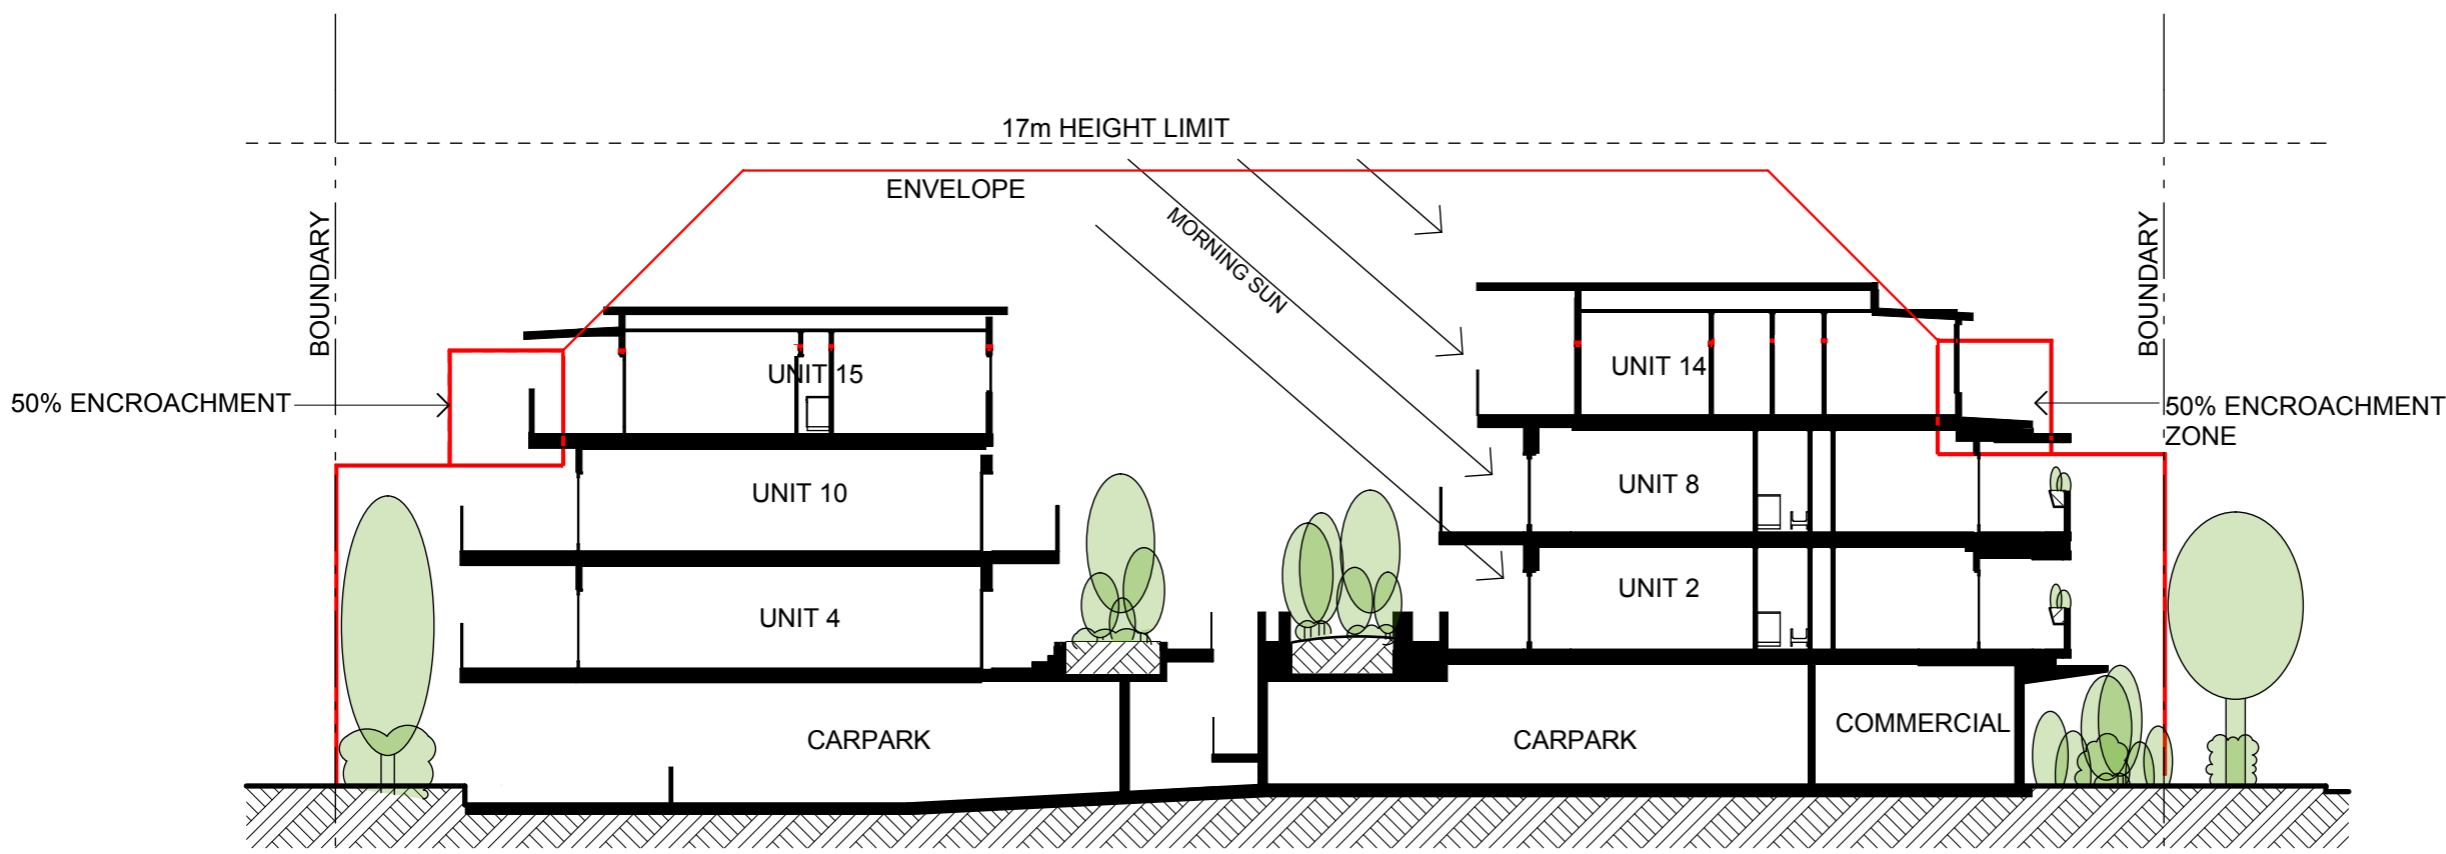 17m HEIGHT LIMIT
ENVELOPE
BOUNDARY
MORNING SUN
BOUNDARY
50% ENCROACHMENT
UNIT 15
UNIT 14
50% ENCROACHMENT
ZONE
UNIT 10
UNIT 8
UNIT 4
UNIT 2
CARPARK
CARPARK
COMMERCIAL